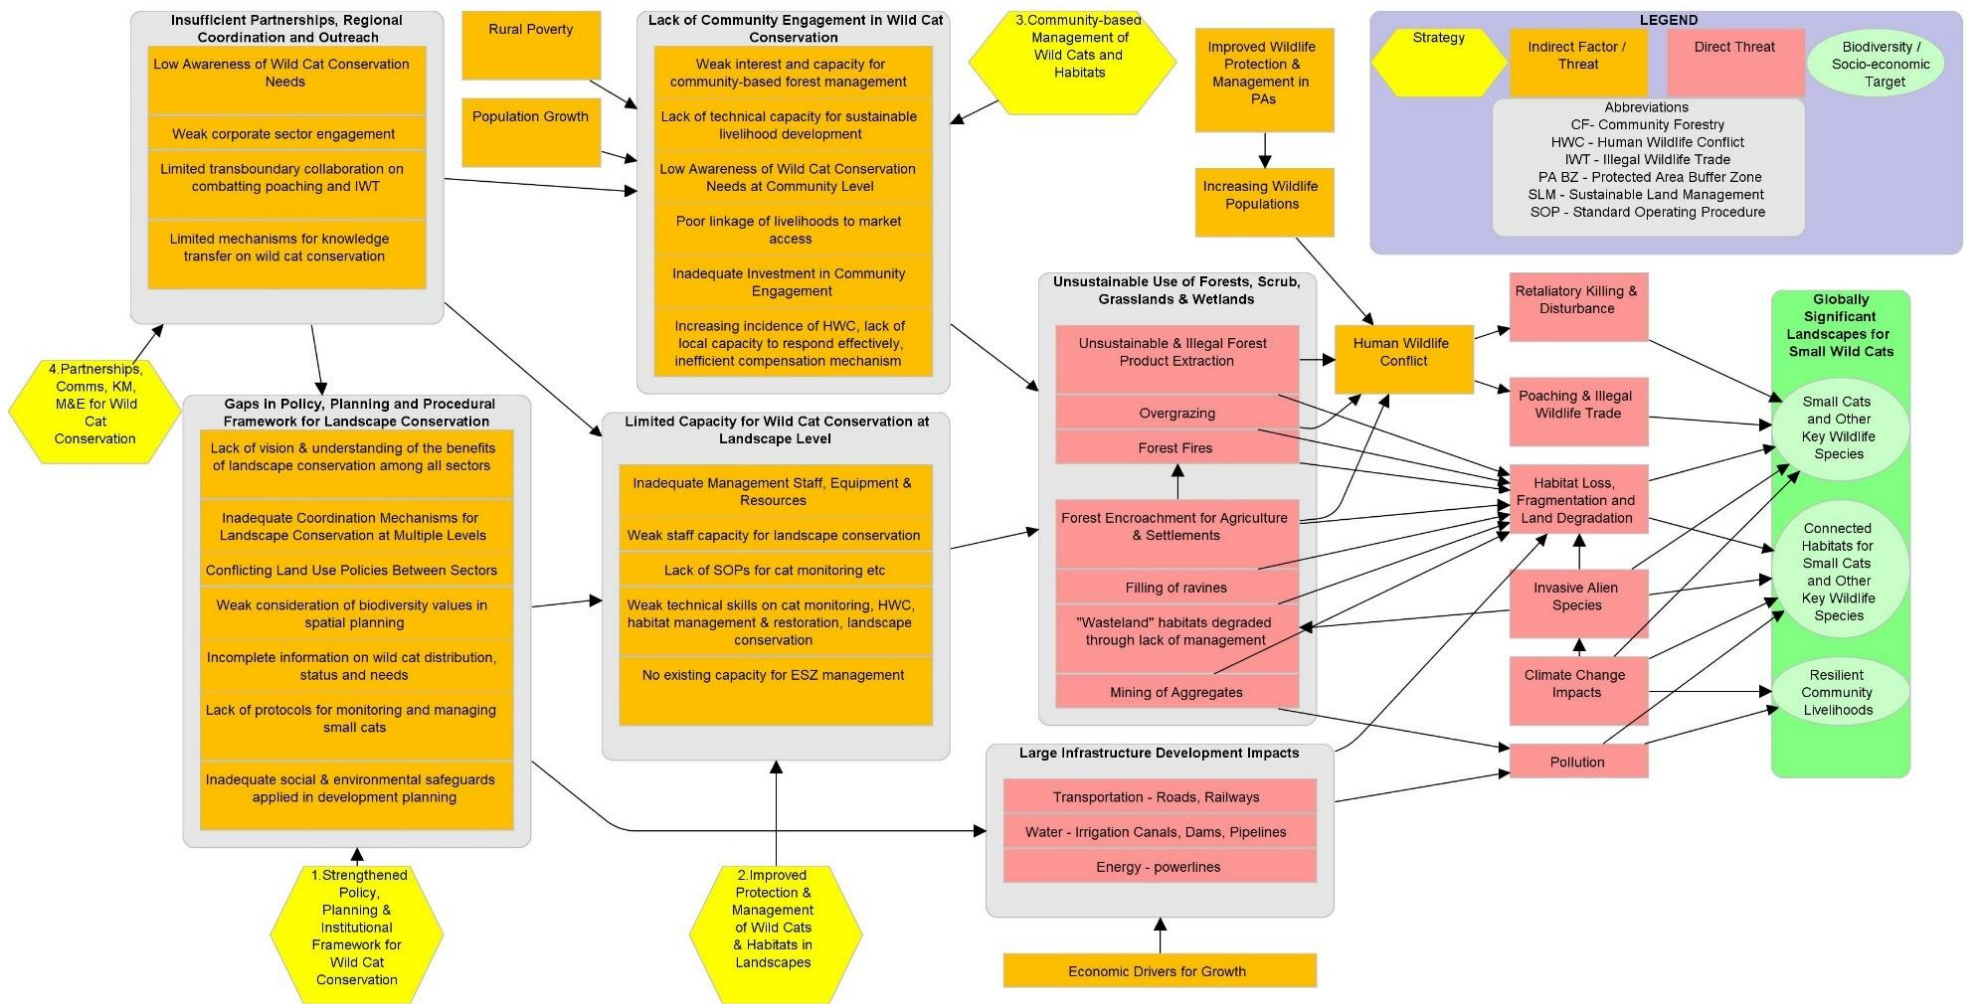 Insufficient Partnerships, Regional
Coordination and Outreach
Low Awareness of Wild Cat Conservation
Needs
Weak corporate sector engagement
Limited transboundary collaboration on
combatting poaching and IWT
Limited mechanisms for knowledge
transfer on wild cat conservation
Rural Poverty
Population Growth
Lack of Community Engagement in Wild Cat
Conservation
Weak interest and capacity for
community-based forest management
Lack of technical capacity for sustainable
livelihood development
Low Awareness of Wild Cat Conservation
Needs at Community Level
Poor linkage of livelihoods to market
access
Inadequate Investment in Community
Engagement
Increasing incidence of HWC, lack of
local capacity to respond effectively,
inefficient compensation mechanism
3.Community-based
Management of
Wild Cats and
Habitats
Improved Wildlife
Protection &
Management in
PAs
Increasing Wildlife
Populations
LEGEND
Strategy
Indirect Factor /
Threat
Direct Threat
Biodiversity /
Socio-economic
Target
Abbreviations
CF- Community Forestry
HWC - Human Wildlife Conflict
IWT - Illegal Wildlife Trade
PA BZ - Protected Area Buffer Zone
SLM - Sustainable Land Management
SOP - Standard Operating Procedure
4.Partnerships,
Comms, KM,
M&E for Wild
Cat
Conservation
Gaps in Policy, Planning and Procedural
Framework for Landscape Conservation
Lack of vision & understanding of the benefits
of landscape conservation among all sectors
Inadequate Coordination Mechanisms for
Landscape Conservation at Multiple Levels
Conflicting Land Use Policies Between Sectors
Weak consideration of biodiversity values in
spatial planning
Incomplete information on wild cat distribution,
status and needs
Lack of protocols for monitoring and managing
small cats
Inadequate social & environmental safeguards
applied in development planning
Limited Capacity for Wild Cat Conservation at
Landscape Level
Inadequate Management Staff, Equipment &
Resources
Weak staff capacity for landscape conservation
Lack of SOPs for cat monitoring etc
Weak technical skills on cat monitoring, HWC,
habitat management & restoration, landscape
conservation
No existing capacity for ESZ management
Unsustainable Use of Forests, Scrub,
Grasslands & Wetlands
Unsustainable & Illegal Forest
Product Extraction
Overgrazing
Forest Fires
Forest Encroachment for Agriculture
& Settlements
Filling of ravines
"Wasteland" habitats degraded
through lack of management
Mining of Aggregates
Human Wildlife
Conflict
Retaliatory Killing &
Disturbance
Poaching & Illegal
Wildlife Trade
Habitat Loss,
Fragmentation and
Land Degradation
Invasive Alien
Species
Climate Change
Impacts
Pollution
Globally
Significant
Landscapes for
Small Wild Cats
Small Cats
and Other
Key Wildlife
Species
Connected
Habitats for
Small Cats
and Other
Key Wildlife
Species
Resilient
Community
Livelihoods
Large Infrastructure Development Impacts
Transportation - Roads, Railways
Water - Irrigation Canals, Dams, Pipelines
Energy - powerlines
Economic Drivers for Growth
1.Strengthened
Policy,
Planning &
Institutional
Framework for
Wild Cat
Conservation
2.Improved
Protection &
Management
of Wild Cats
& Habitats in
Landscapes